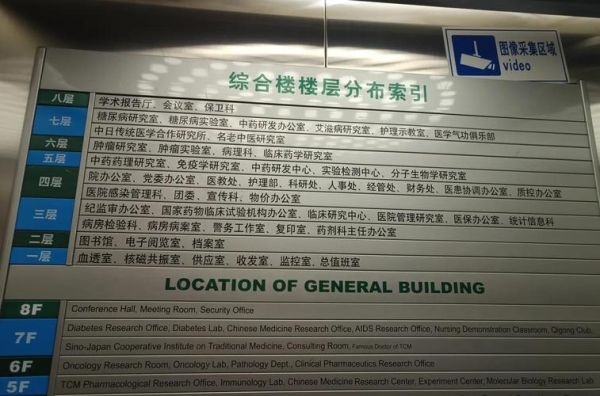 图像采集区域
video
综合楼楼层分布索引
八层 学术报告厅、会议室、保卫科
七层 糖尿病研究室、糖尿病实验室、中药研发办公室、艾滋病研究室、护理示教室、医学气功俱乐部
中日传统医学合作研究所、名老中医研究室
六层 肿瘤研究室、肿瘤实验室、病理科、临床药学研究室
五层 中药药理研究室、免疫学研究室、中药研发中心、实验检测中心、分子生物学研究室
四层 院办公室、党委办公室、医教处、护理部、科研处、人事处、经管处、财务处、医患协调办公室、质控办公室
医院感染管理科、团委、宣传科、物价办公室
三层 纪监审办公室、国家药物临床试验机构办公室、临床研究中心、医院管理研究室、医保办公室、统计信息科
病房检验科、病房病案室、警务工作室、复印室、药剂科主任办公室
二层 图书馆、电子阅览室、档案室
一层 血透室、核磁共振室、供应室、收发室、监控室、总值班室
LOCATION OF GENERAL BUILDING
8F Conference Hall, Meeting Room, Security Office
7F Diabetes Research Office, Diabetes Lab, Chinese Medicine Research Office, AIDS Research Office, Nursing Demonstration Classroom, Qigong Club,
Sino-Japan Cooperative Institute on Traditional Medicine, Consulting Room, Famous Doctor of TCM
6F Oncology Research Room, Oncology Lab, Pathology Dept., Clinical Pharmaceutics Research Office
5F TCM Pharmacological Research Office, Immunology Lab, Chinese Medicine Research Center, Experiment Center, Molecular Biology Research Lab